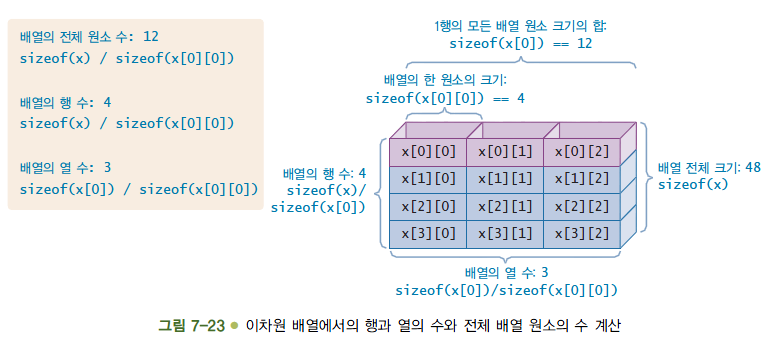 배열의 전체 원소 수: 12
sizeof(x) / sizeof(x[0][0])
배열의 행 수: 4
sizeof(x) / sizeof(x[0][0])
배열의 열 수: 3
sizeof(x[0]) / sizeof(x[0][0])
1행의 모든 배열 원소 크기의 합:
sizeof(x[0]) == 12
배열의 한 원소의 크기:
sizeof(x[0][0]) == 4
배열의 행 수: 4
sizeof(x)/
sizeof(x[0])
x[0][0] x[0][1] x[0][2]
x[1][0] x[1][1] x[1][2]
x[2][0] x[2][1] x[2][2]
x[3][0] x[3][1] x[3][2]
배열 전체 크기: 48
sizeof(x)
배열의 열 수: 3
sizeof(x[0])/sizeof(x[0][0])
그림 7-23 ● 이차원 배열에서의 행과 열의 수와 전체 배열 원소의 수 계산